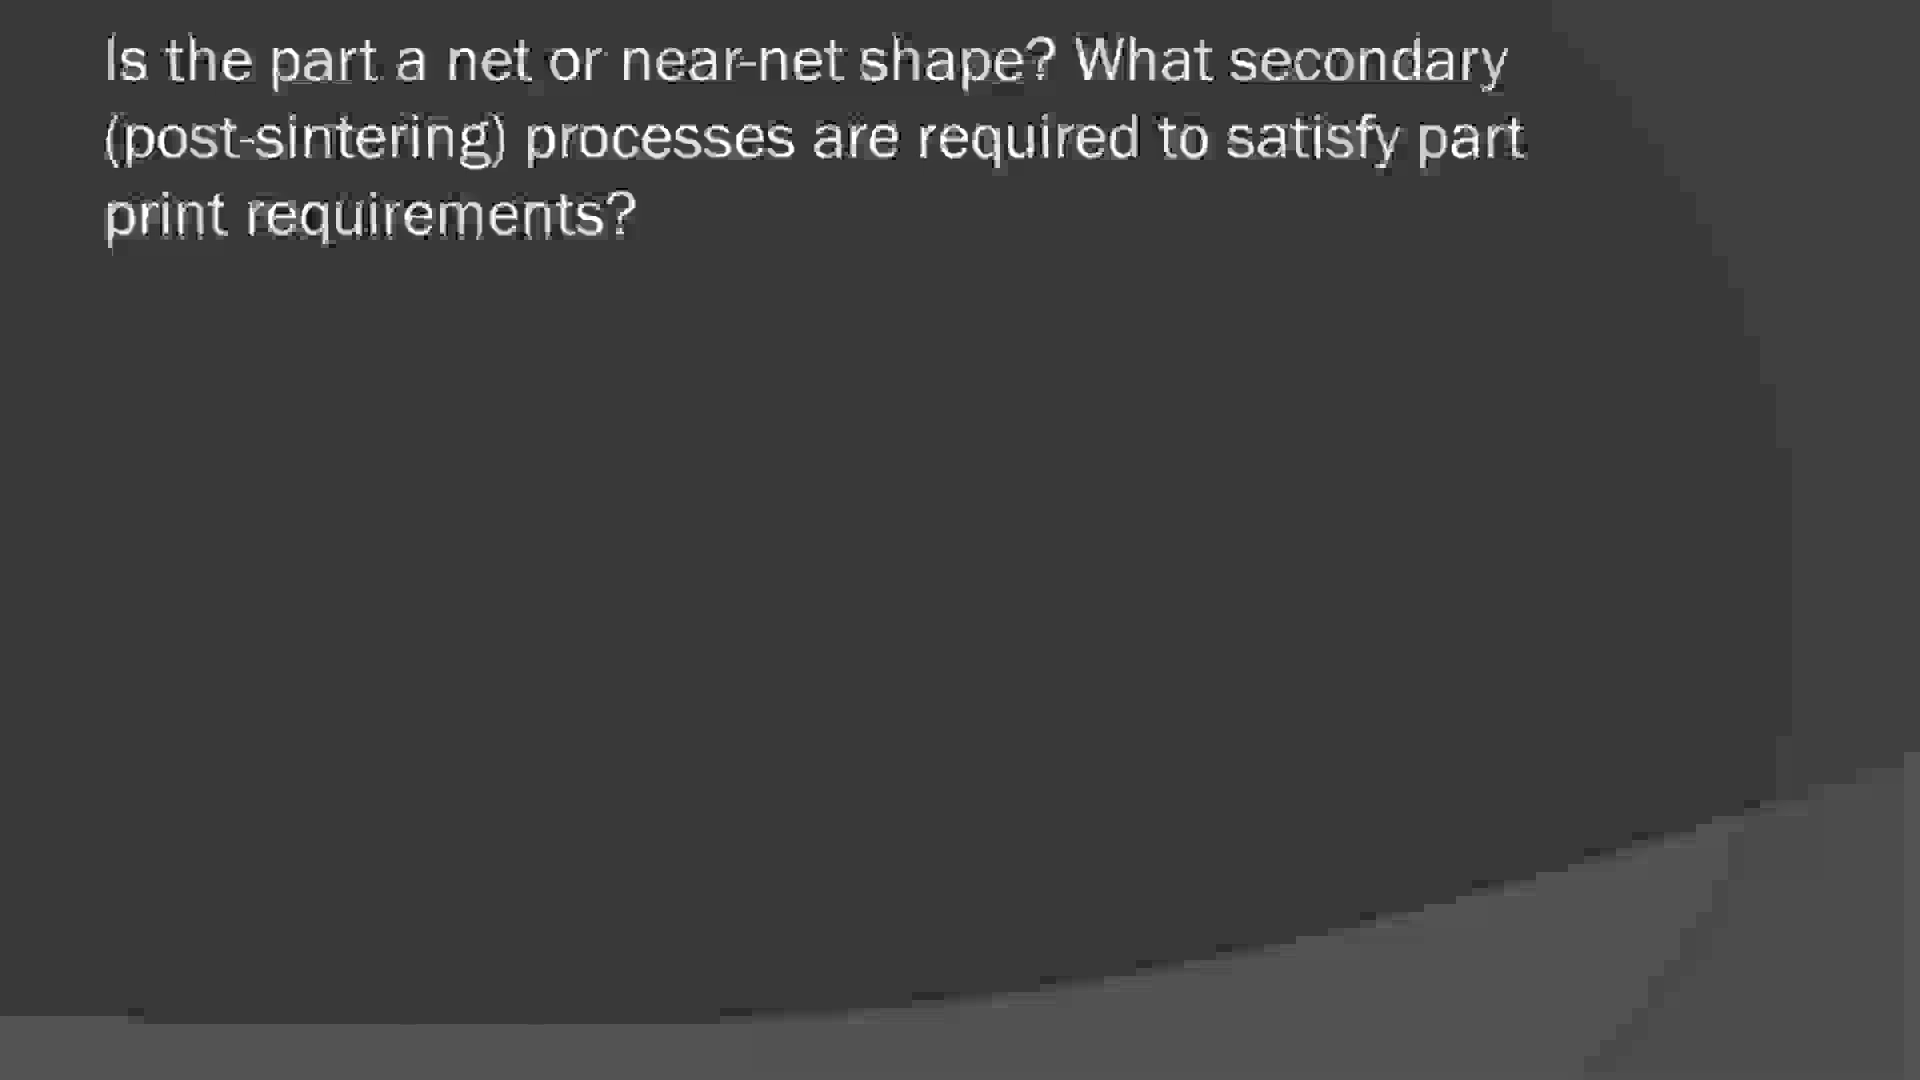 Is the part a net or near-net shape? What secondary
(post-sintering) processes are required to satisfy part
print requirements?